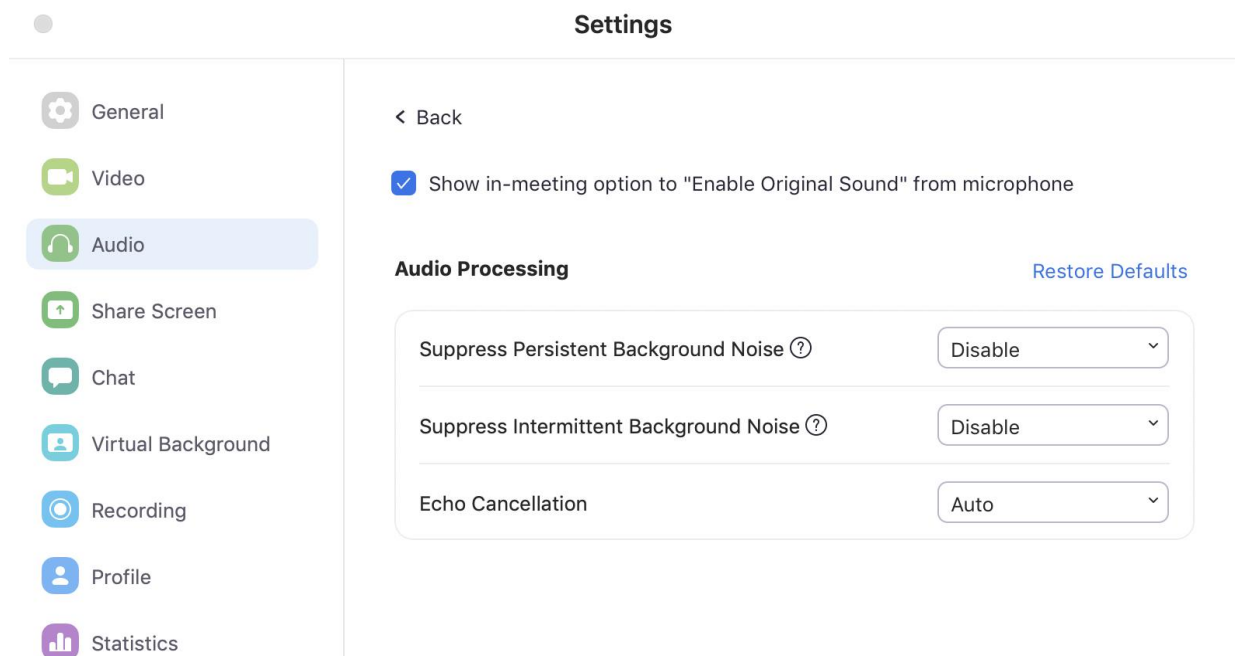 Settings
General
Video
Audio
Share Screen
Chat
Virtual Background
Recording
Profile
Statistics
< Back
Show in-meeting option to "Enable Original Sound" from microphone
Audio Processing
Restore Defaults
Suppress Persistent Background Noise ?
Disable
Suppress Intermittent Background Noise ?
Disable
Echo Cancellation
Auto